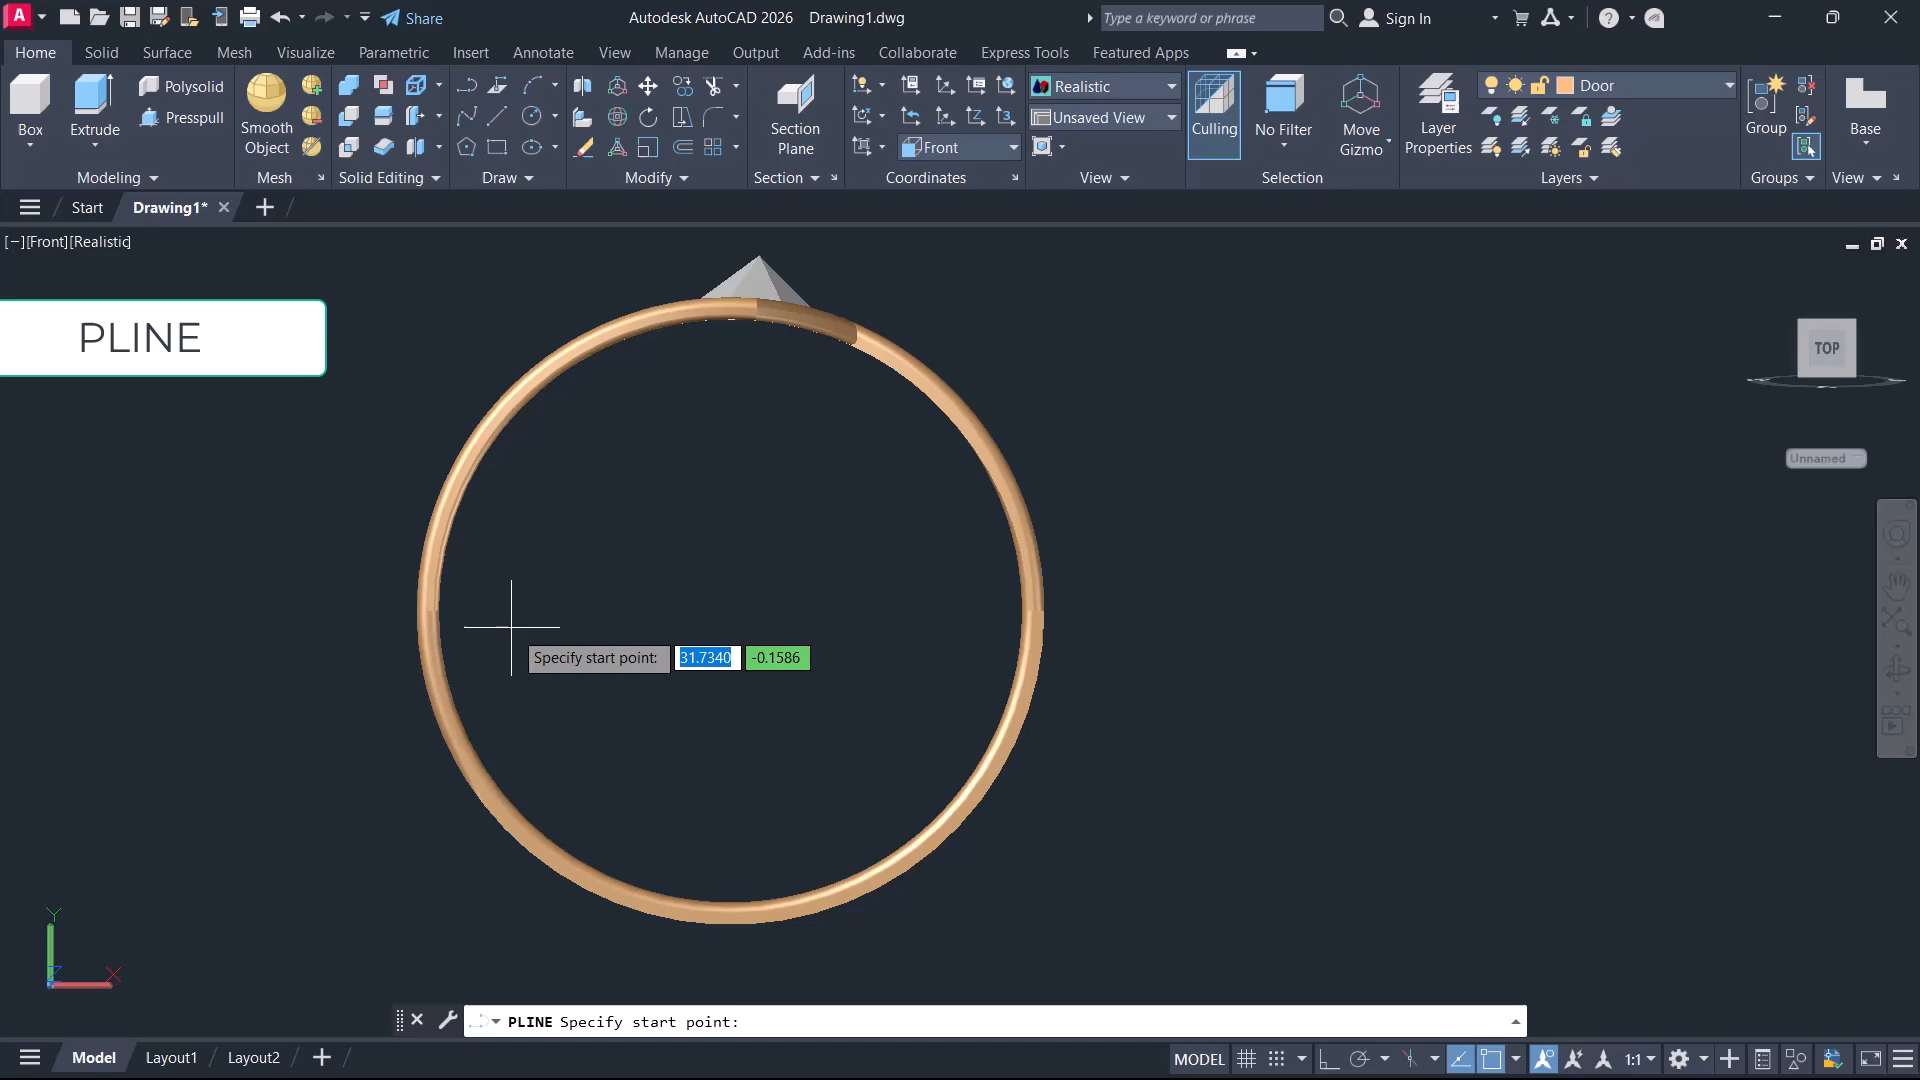 Share
Autodesk AutoCAD 2026 Drawing1.dwg
Type a keyword or phrase
Sign In
Home Solid Surface Mesh Visualize Parametric Insert Annotate View Manage Output Add-ins Collaborate Express Tools Featured Apps
Box
Extrude
Polysolid
Presspull
Smooth
Object
Section
Plane
Front
Realistic
Unsaved View
Culling
No Filter
Move
Gizmo
Layer
Properties
Door
Group
Base
Modeling Mesh Solid Editing Draw Modify Section Coordinates View Selection Layers Groups View
Start Drawing1*
[−][Front][Realistic]
PLINE
TOP
Unnamed
Specify start point: 31.7340 -0.1586
Y
X
Z
PLINE Specify start point:
Model Layout1 Layout2
MODEL 1:1